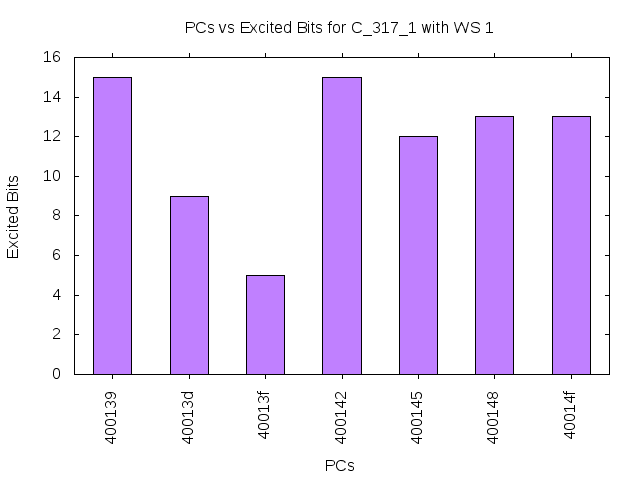 PCs vs Excited Bits for C_317_1 with WS 1
16
14
12
10
8
6
4
2
0
Excited Bits
400139
40013d
40013f
400142
400145
400148
40014f
PCs